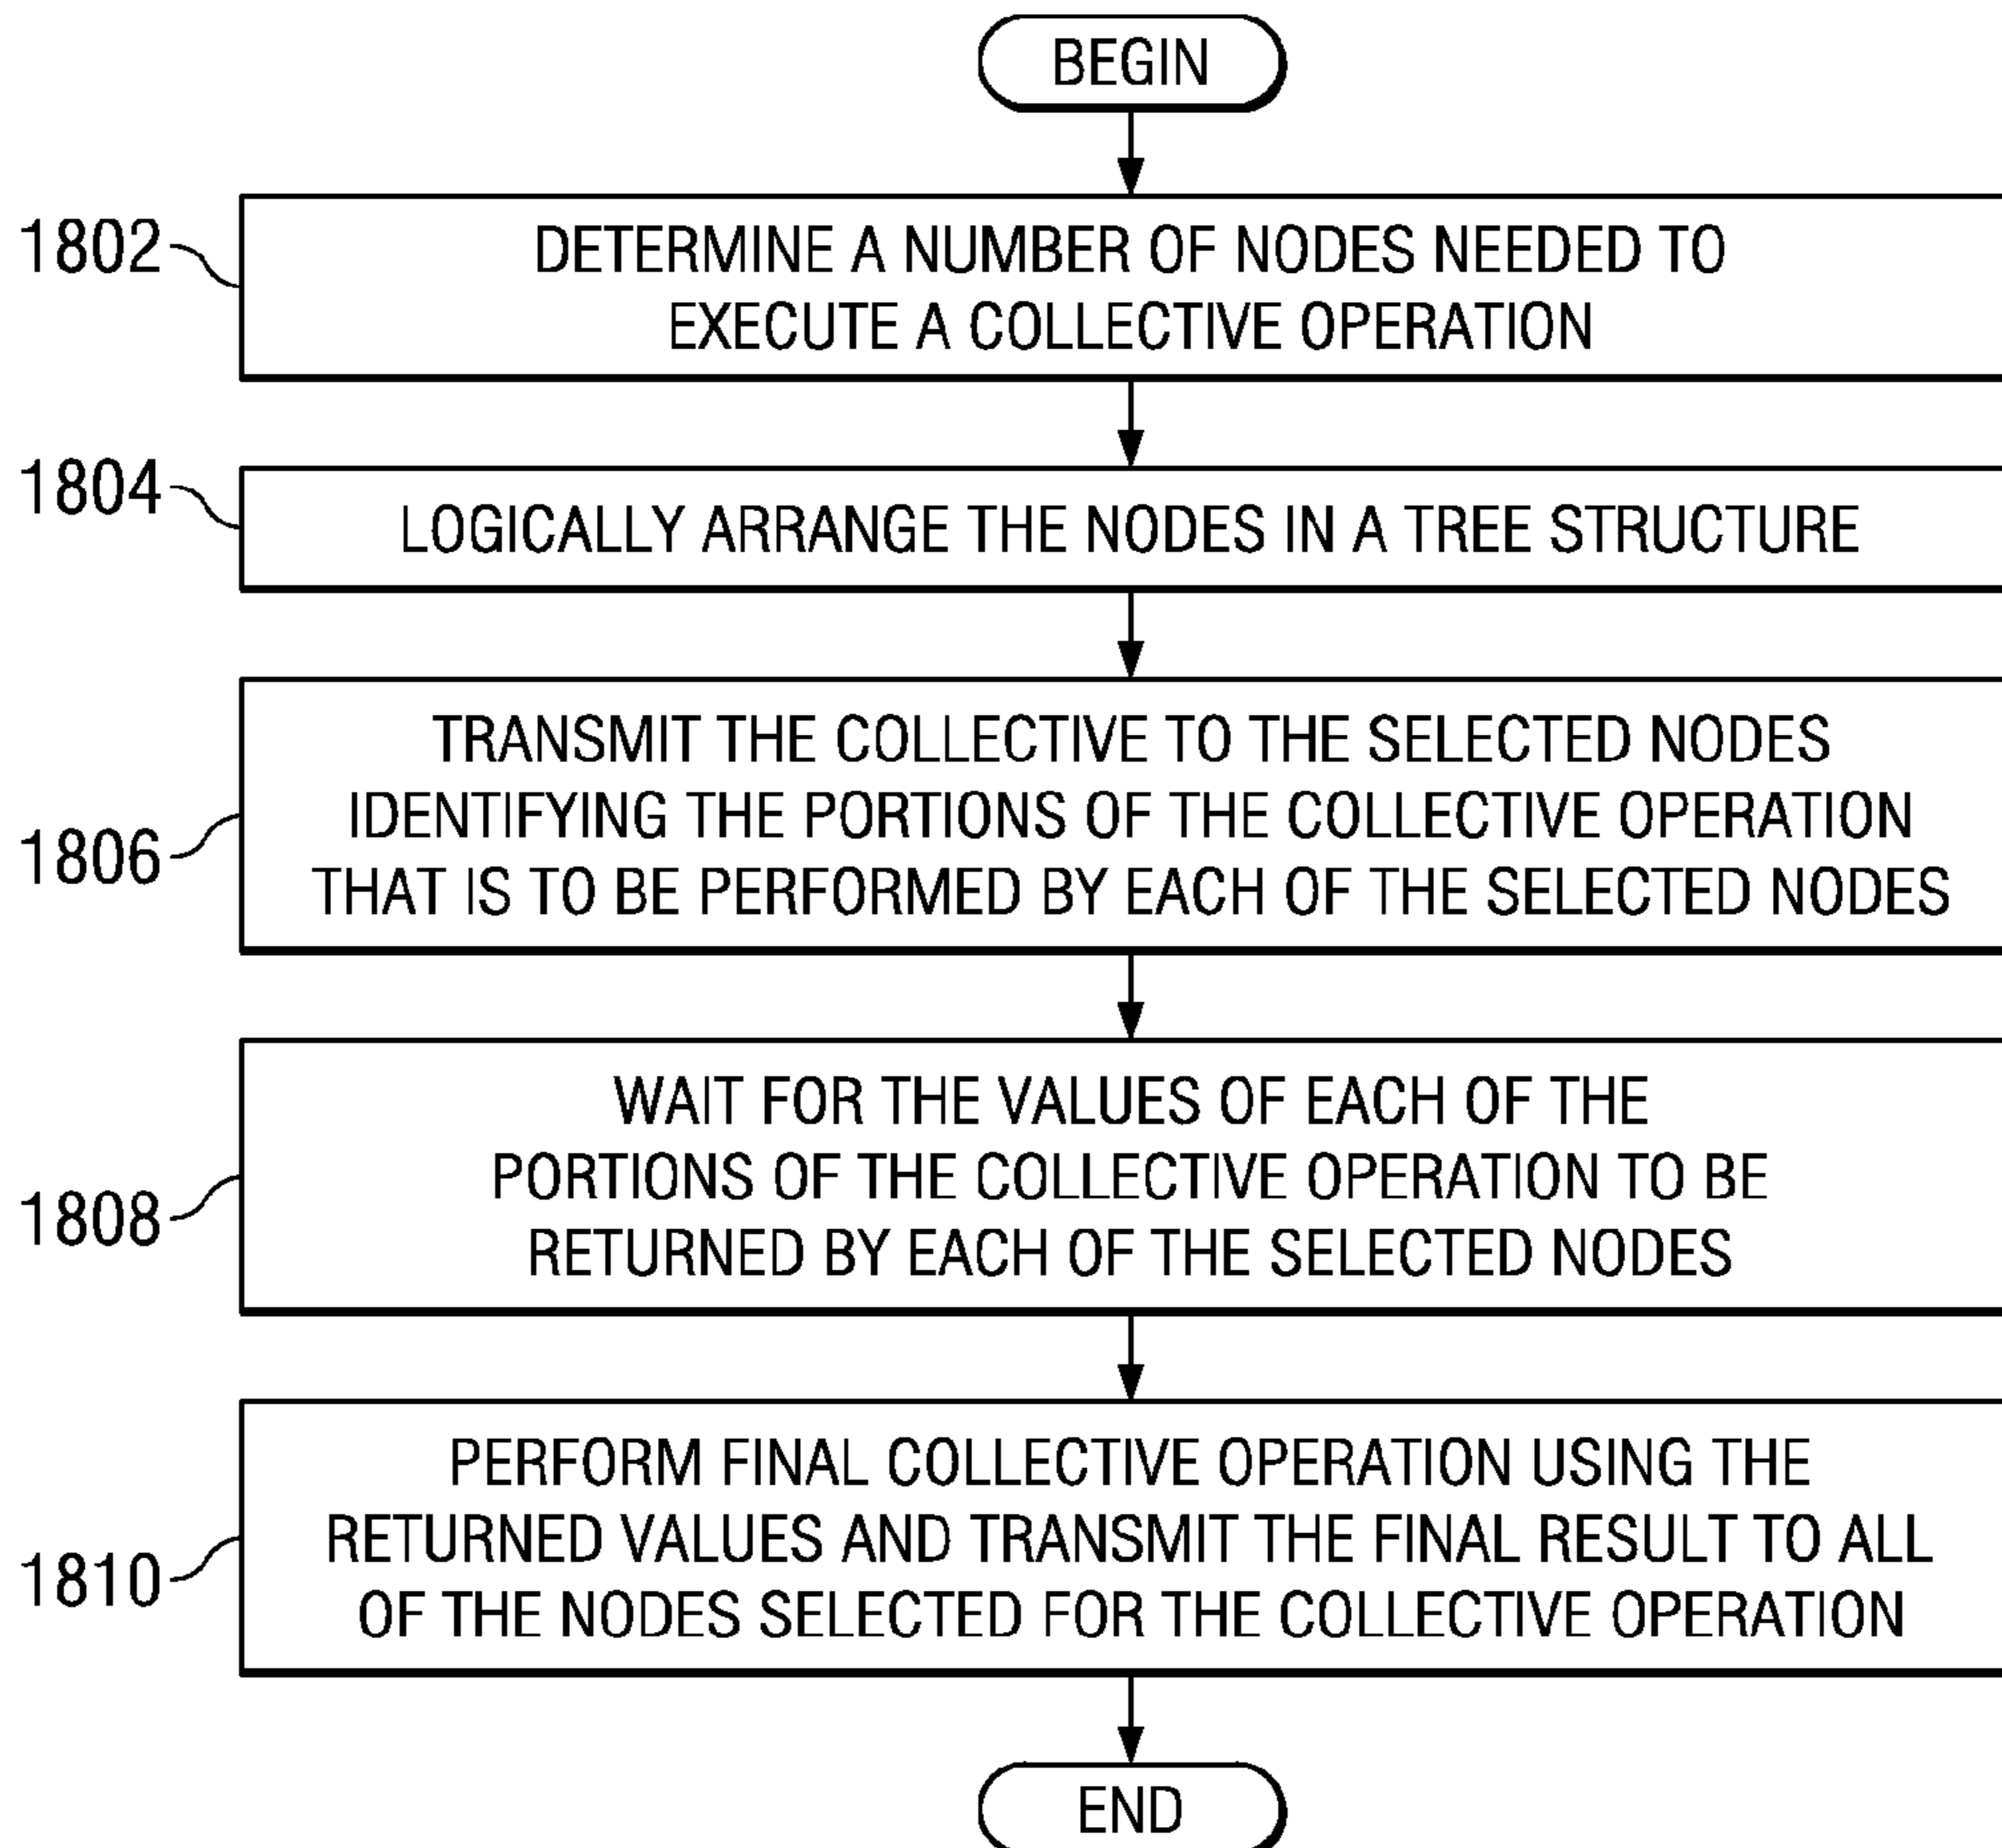 BEGIN
1802
DETERMINE A NUMBER OF NODES NEEDED TO
EXECUTE A COLLECTIVE OPERATION
1804
LOGICALLY ARRANGE THE NODES IN A TREE STRUCTURE
TRANSMIT THE COLLECTIVE TO THE SELECTED NODES
IDENTIFYING THE PORTIONS OF THE COLLECTIVE OPERATION
1806
THAT IS TO BE PERFORMED BY EACH OF THE SELECTED NODES
WAIT FOR THE VALUES OF EACH OF THE
PORTIONS OF THE COLLECTIVE OPERATION TO BE
1808
RETURNED BY EACH OF THE SELECTED NODES
PERFORM FINAL COLLECTIVE OPERATION USING THE
RETURNED VALUES AND TRANSMIT THE FINAL RESULT TO ALL
1810
OF THE NODES SELECTED FOR THE COLLECTIVE OPERATION
END